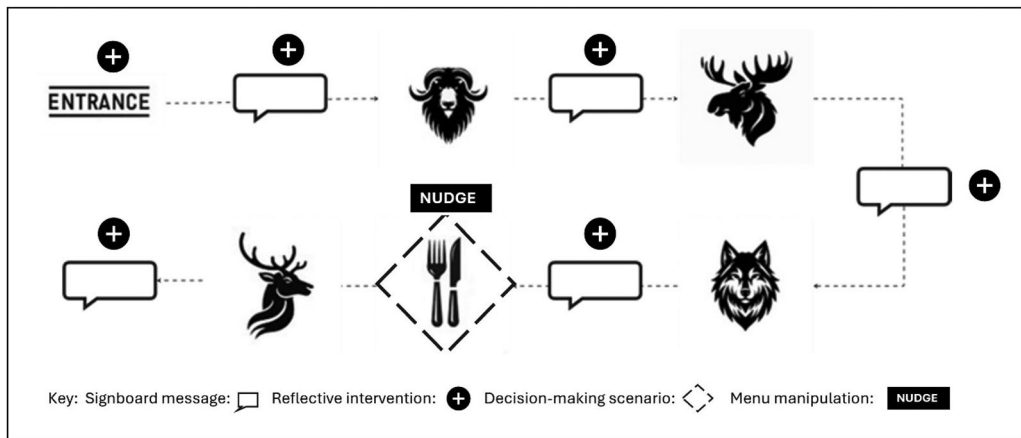 ENTRANCE
NUDGE
Key: Signboard message: Reflective intervention: Decision-making scenario: Menu manipulation: NUDGE